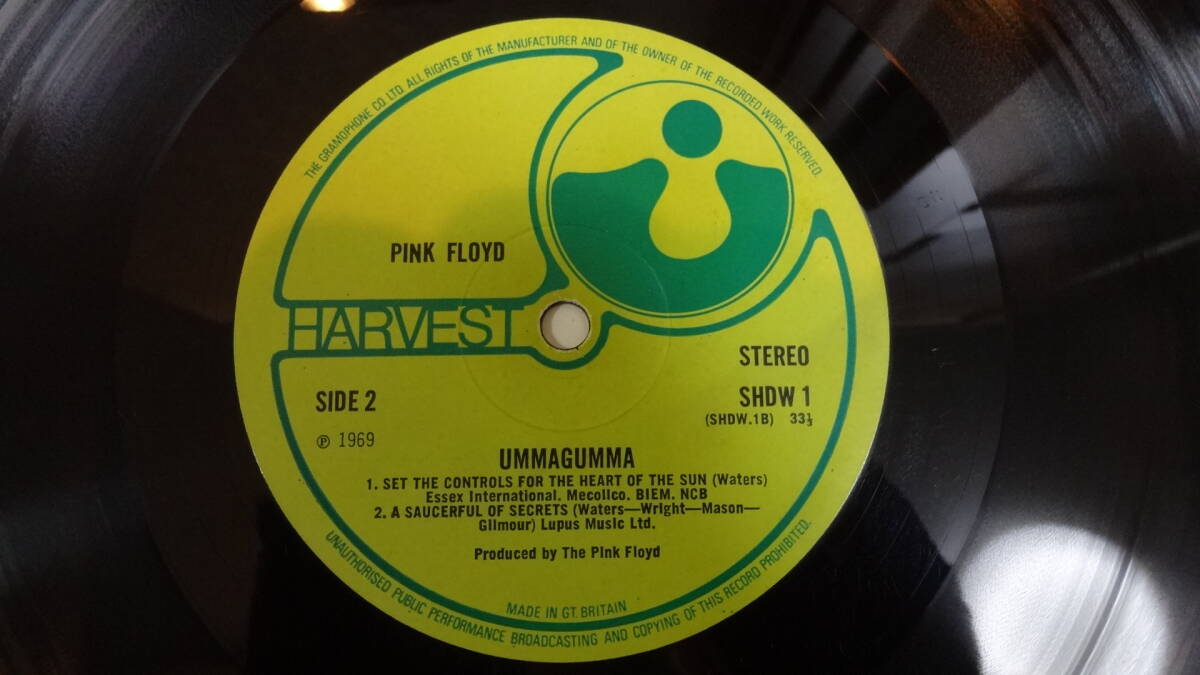 THE GRAMOPHONE CO. LTD. ALL RIGHTS OF THE MANUFACTURER AND OF THE OWNER OF THE RECORDED WORK RESERVED.
PINK FLOYD
HARVEST
STEREO
SIDE 2
SHDW 1
(SHDW.1B) 33⅓
℗ 1969
UMMAGUMMA
1. SET THE CONTROLS FOR THE HEART OF THE SUN (Waters)
Essex International. Mecolico. BIEM. NCB
2. A SAUCERFUL OF SECRETS (Waters—Wright—Mason—
Gilmour) Lupus Music Ltd.
Produced by The Pink Floyd
MADE IN GT. BRITAIN
UNAUTHORISED PUBLIC PERFORMANCE BROADCASTING AND COPYING OF THIS RECORD PROHIBITED.